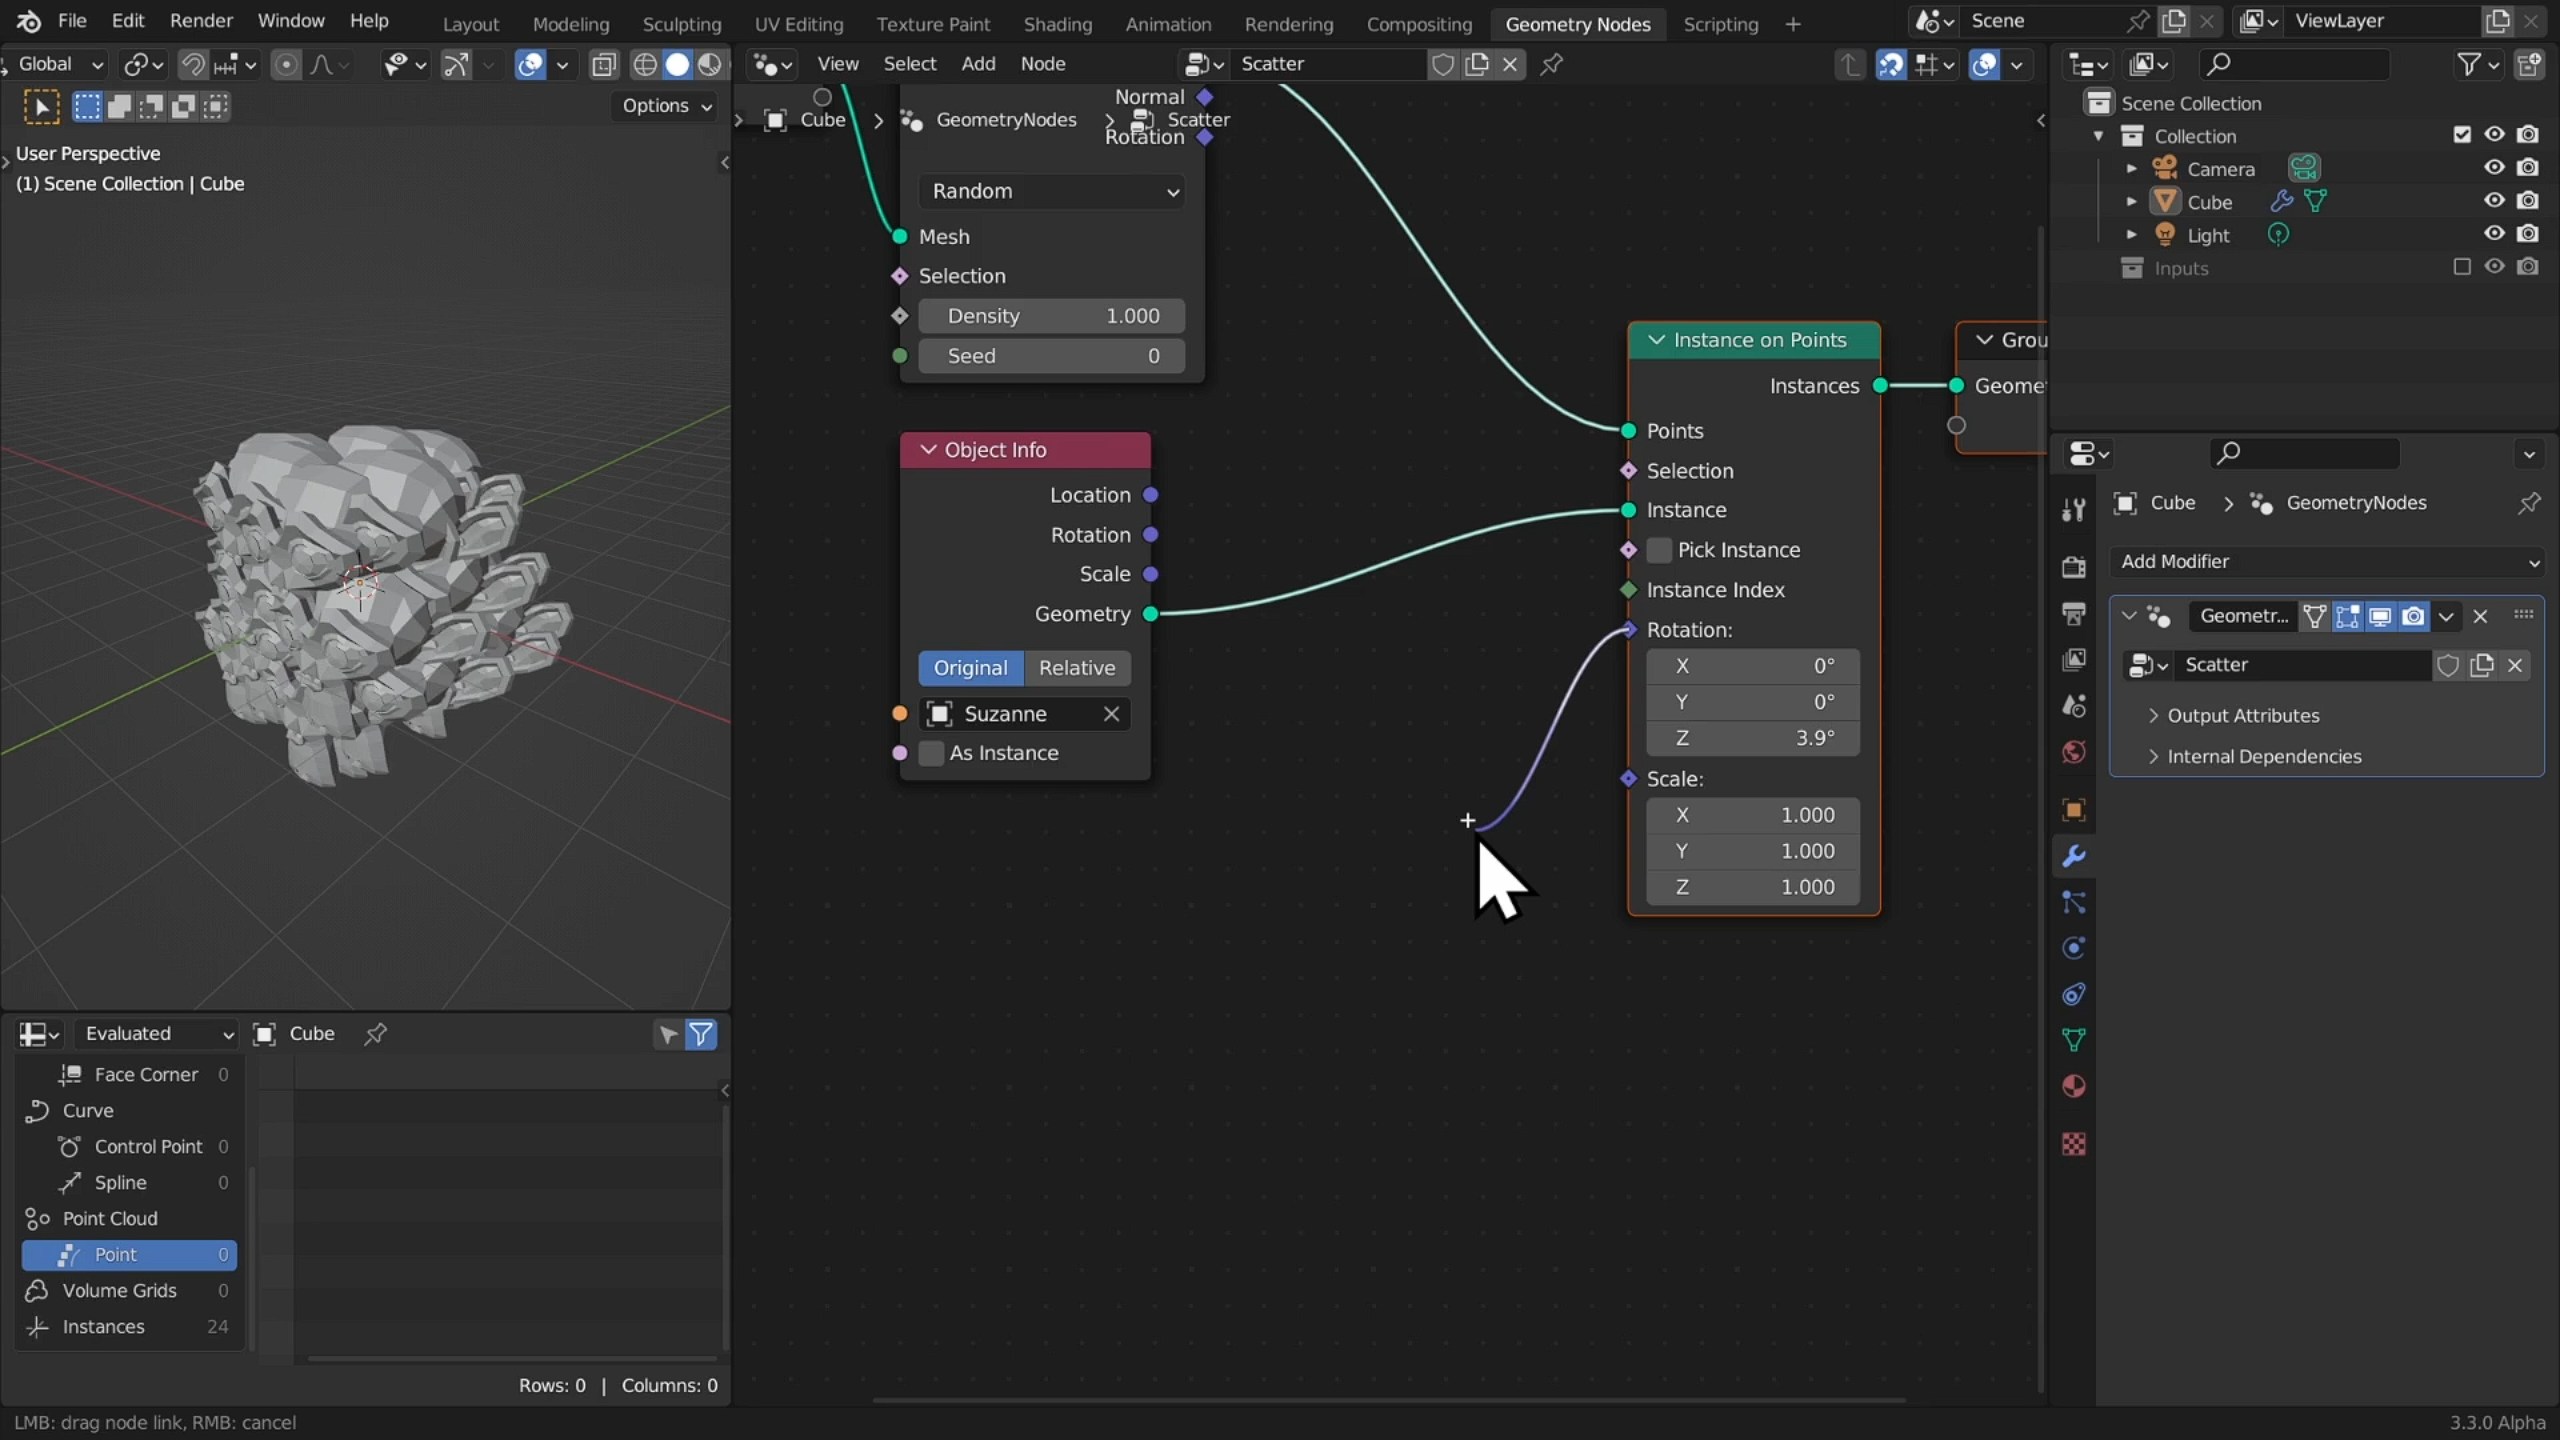 File Edit Render Window Help Layout Modeling Sculpting UV Editing Texture Paint Shading Animation Rendering Compositing Geometry Nodes Scripting + Scene ViewLayer
Global View Select Add Node Scatter
Options
User Perspective
(1) Scene Collection | Cube
Cube > GeometryNodes > Scatter
Normal
Rotation
Random
Mesh
Selection
Density 1.000
Seed 0
Object Info
Location
Rotation
Scale
Geometry
Original Relative
Suzanne
As Instance
Instance on Points
Instances
Points
Selection
Instance
Pick Instance
Instance Index
Rotation:
X 0°
Y 0°
Z 3.9°
Scale:
X 1.000
Y 1.000
Z 1.000
Grou
Geome
Scene Collection
Collection
Camera
Cube
Light
Inputs
Cube > GeometryNodes
Add Modifier
Geometr...
Scatter
Output Attributes
Internal Dependencies
Evaluated Cube
Face Corner 0
Curve
Control Point 0
Spline 0
Point Cloud
Point 0
Volume Grids 0
Instances 24
Rows: 0 | Columns: 0
LMB: drag node link, RMB: cancel
3.3.0 Alpha